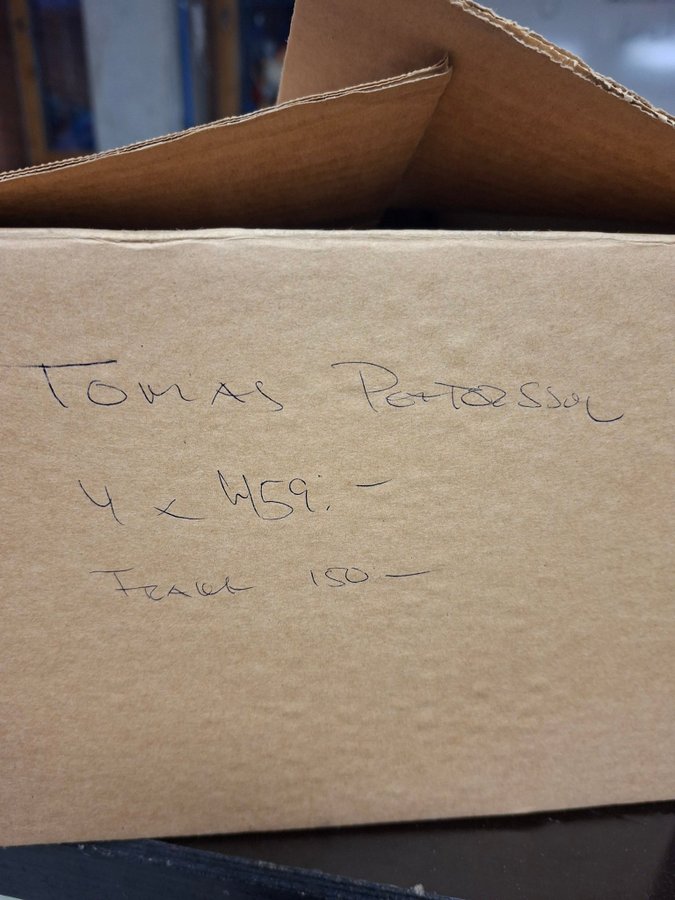 TOMAS PETTERSSON
4 x 459:-
FRAKT 150-